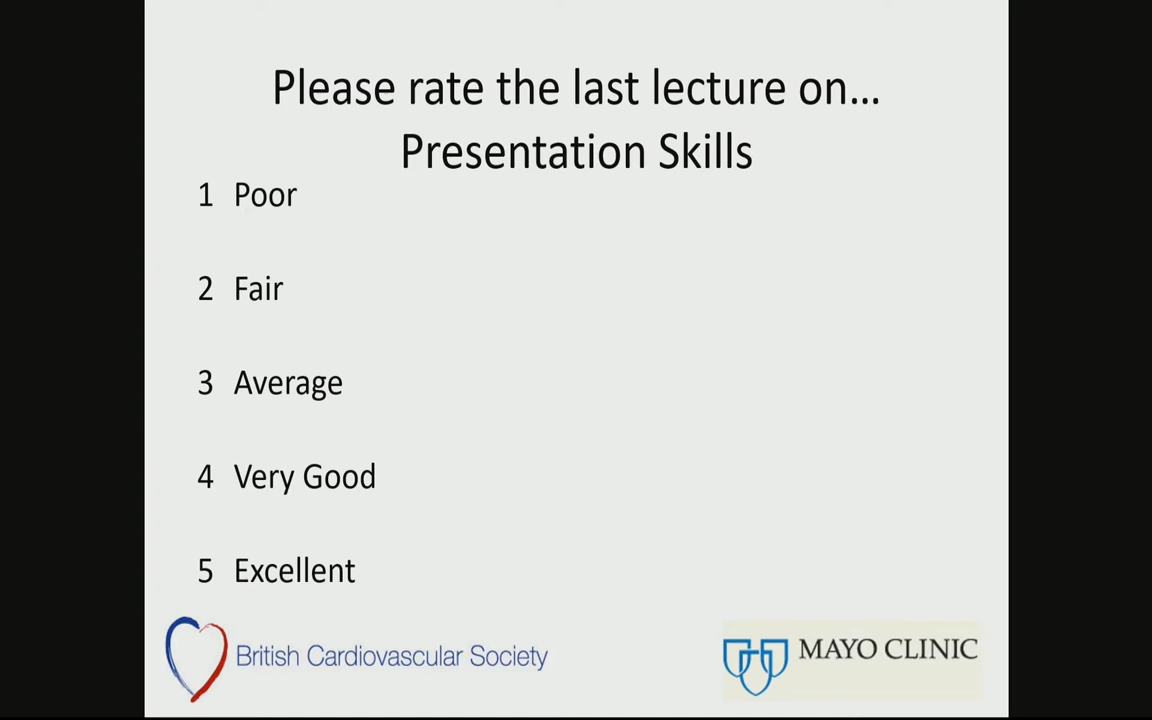 Please rate the last lecture on...
Presentation Skills
1 Poor
2 Fair
3 Average
4 Very Good
5 Excellent
British Cardiovascular Society
MAYO CLINIC